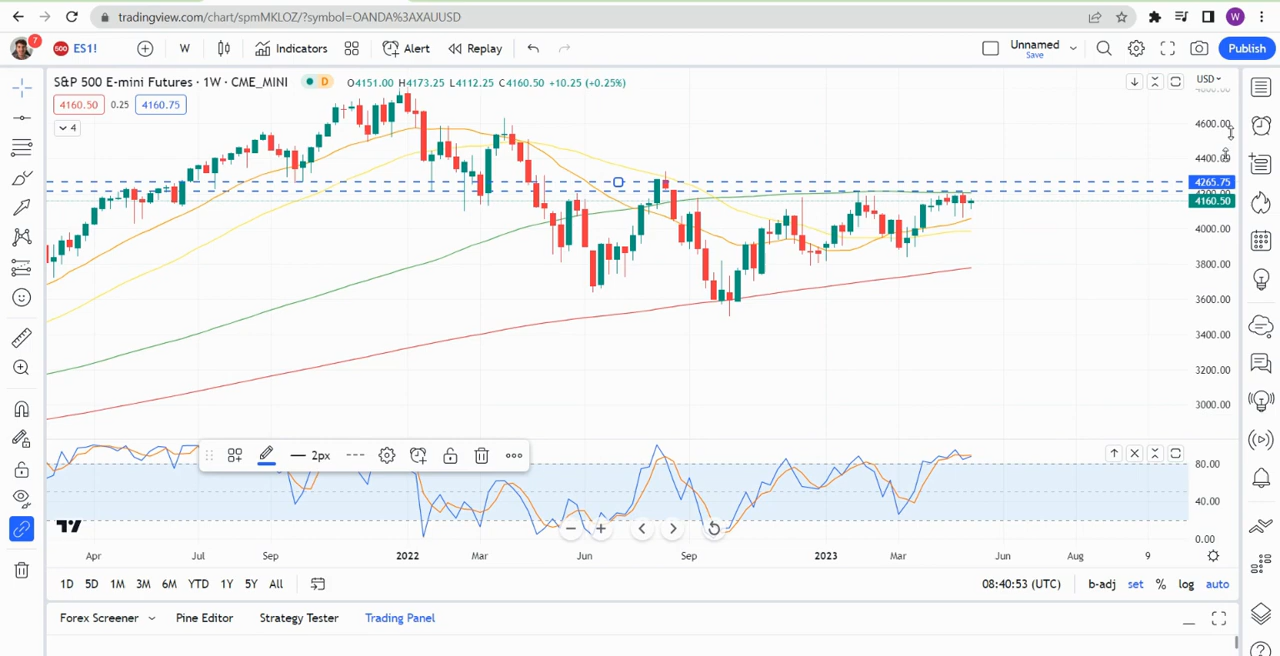 tradingview.com/chart/spmMKLOZ/?symbol=OANDA%3AXAUUSD
W
7
500 ES1! W Indicators Alert Replay Unnamed Save Publish
S&P 500 E-mini Futures · 1W · CME_MINI D O4151.00 H4173.25 L4112.25 C4160.50 +10.25 (+0.25%) USD
4160.50 0.25 4160.75
4
4600.00
4400.00
4265.75
4160.50
4000.00
3800.00
3600.00
3400.00
3200.00
3000.00
2px
80.00
40.00
0.00
Apr Jul Sep 2022 Mar Jun Sep 2023 Mar Jun Aug 9
1D 5D 1M 3M 6M YTD 1Y 5Y All 08:40:53 (UTC) b-adj set % log auto
Forex Screener Pine Editor Strategy Tester Trading Panel